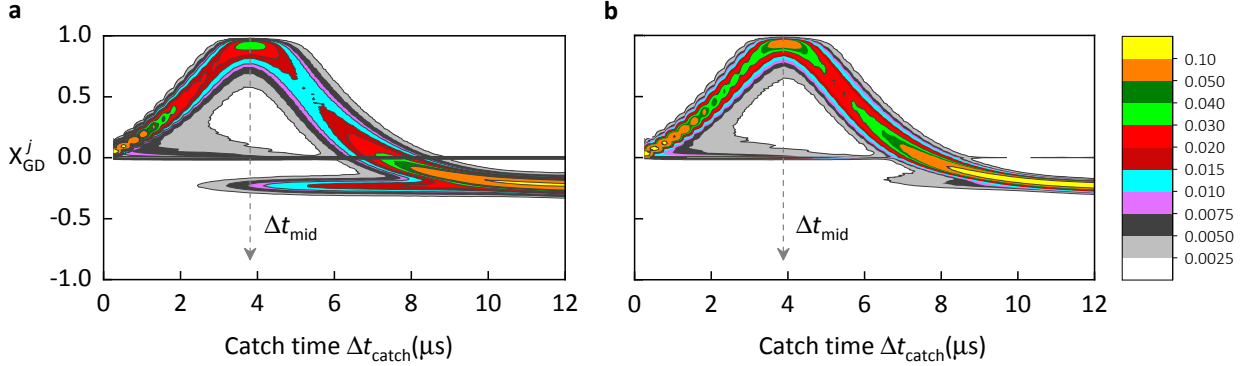 a
b
1.0
0.5
0.0
-0.5
-1.0
X^j_GD
Δt_mid
Δt_mid
0 2 4 6 8 10 12
0 2 4 6 8 10 12
Catch time Δt_catch(μs)
Catch time Δt_catch(μs)
0.10
0.050
0.040
0.030
0.020
0.015
0.010
0.0075
0.0050
0.0025